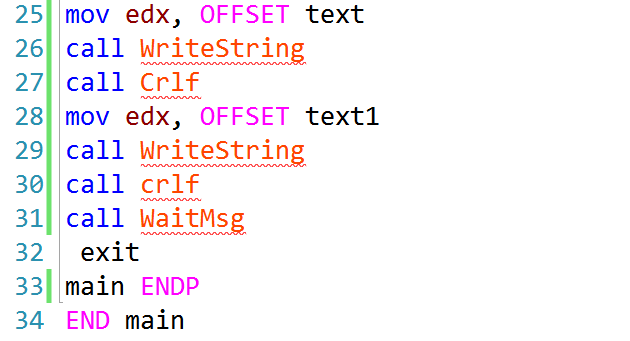 25 mov edx, OFFSET text
26 call WriteString
27 call Crlf
28 mov edx, OFFSET text1
29 call WriteString
30 call crlf
31 call WaitMsg
32  exit
33 main ENDP
34 END main